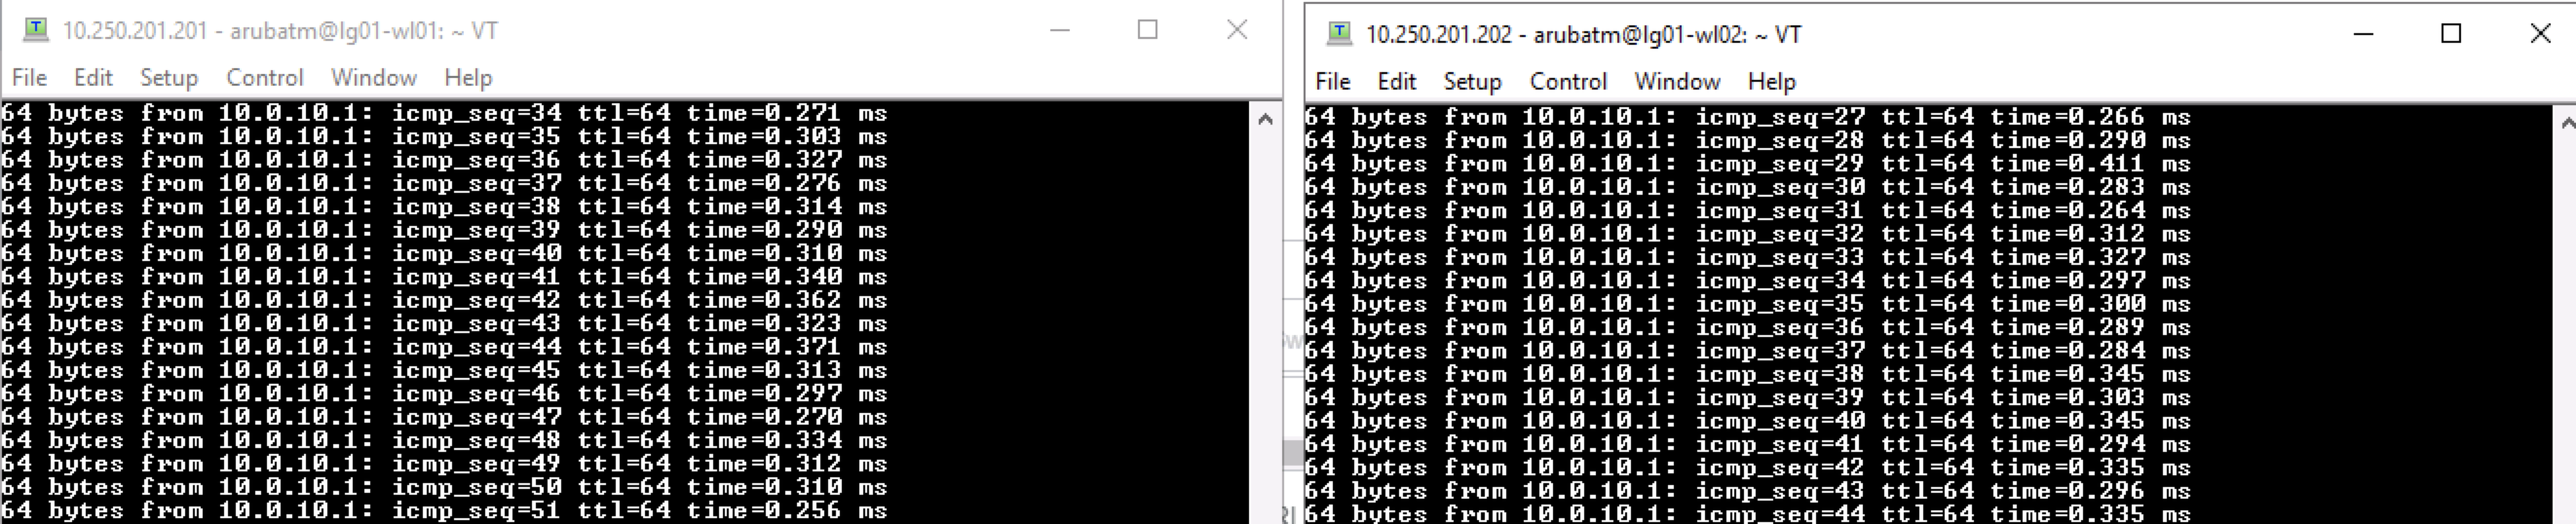 10.250.201.201 - arubatm@lg01-wl01: ~ VT
File Edit Setup Control Window Help
64 bytes from 10.0.10.1: icmp_seq=34 ttl=64 time=0.271 ms
64 bytes from 10.0.10.1: icmp_seq=35 ttl=64 time=0.303 ms
64 bytes from 10.0.10.1: icmp_seq=36 ttl=64 time=0.327 ms
64 bytes from 10.0.10.1: icmp_seq=37 ttl=64 time=0.276 ms
64 bytes from 10.0.10.1: icmp_seq=38 ttl=64 time=0.314 ms
64 bytes from 10.0.10.1: icmp_seq=39 ttl=64 time=0.290 ms
64 bytes from 10.0.10.1: icmp_seq=40 ttl=64 time=0.310 ms
64 bytes from 10.0.10.1: icmp_seq=41 ttl=64 time=0.340 ms
64 bytes from 10.0.10.1: icmp_seq=42 ttl=64 time=0.362 ms
64 bytes from 10.0.10.1: icmp_seq=43 ttl=64 time=0.323 ms
64 bytes from 10.0.10.1: icmp_seq=44 ttl=64 time=0.371 ms
64 bytes from 10.0.10.1: icmp_seq=45 ttl=64 time=0.313 ms
64 bytes from 10.0.10.1: icmp_seq=46 ttl=64 time=0.297 ms
64 bytes from 10.0.10.1: icmp_seq=47 ttl=64 time=0.270 ms
64 bytes from 10.0.10.1: icmp_seq=48 ttl=64 time=0.334 ms
64 bytes from 10.0.10.1: icmp_seq=49 ttl=64 time=0.312 ms
64 bytes from 10.0.10.1: icmp_seq=50 ttl=64 time=0.310 ms
64 bytes from 10.0.10.1: icmp_seq=51 ttl=64 time=0.256 ms
10.250.201.202 - arubatm@lg01-wl02: ~ VT
File Edit Setup Control Window Help
64 bytes from 10.0.10.1: icmp_seq=27 ttl=64 time=0.266 ms
64 bytes from 10.0.10.1: icmp_seq=28 ttl=64 time=0.290 ms
64 bytes from 10.0.10.1: icmp_seq=29 ttl=64 time=0.411 ms
64 bytes from 10.0.10.1: icmp_seq=30 ttl=64 time=0.283 ms
64 bytes from 10.0.10.1: icmp_seq=31 ttl=64 time=0.264 ms
64 bytes from 10.0.10.1: icmp_seq=32 ttl=64 time=0.312 ms
64 bytes from 10.0.10.1: icmp_seq=33 ttl=64 time=0.327 ms
64 bytes from 10.0.10.1: icmp_seq=34 ttl=64 time=0.297 ms
64 bytes from 10.0.10.1: icmp_seq=35 ttl=64 time=0.300 ms
64 bytes from 10.0.10.1: icmp_seq=36 ttl=64 time=0.289 ms
64 bytes from 10.0.10.1: icmp_seq=37 ttl=64 time=0.284 ms
64 bytes from 10.0.10.1: icmp_seq=38 ttl=64 time=0.345 ms
64 bytes from 10.0.10.1: icmp_seq=39 ttl=64 time=0.303 ms
64 bytes from 10.0.10.1: icmp_seq=40 ttl=64 time=0.345 ms
64 bytes from 10.0.10.1: icmp_seq=41 ttl=64 time=0.294 ms
64 bytes from 10.0.10.1: icmp_seq=42 ttl=64 time=0.335 ms
64 bytes from 10.0.10.1: icmp_seq=43 ttl=64 time=0.296 ms
64 bytes from 10.0.10.1: icmp_seq=44 ttl=64 time=0.335 ms